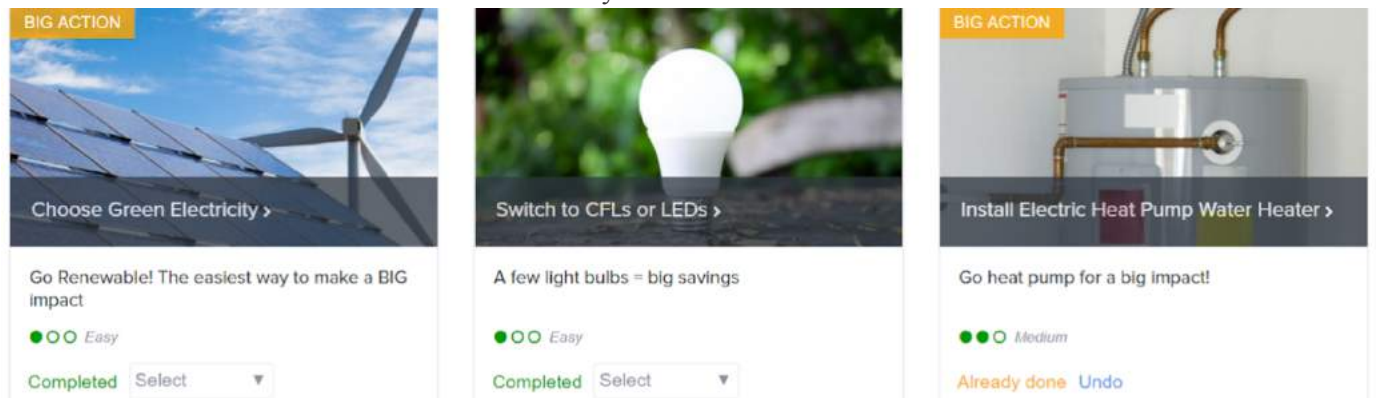 BIG ACTION
Choose Green Electricity >
Go Renewable! The easiest way to make a BIG
impact
Easy
Completed Select ▼
Switch to CFLs or LEDs >
A few light bulbs = big savings
Easy
Completed Select ▼
BIG ACTION
Install Electric Heat Pump Water Heater >
Go heat pump for a big impact!
Medium
Already done Undo